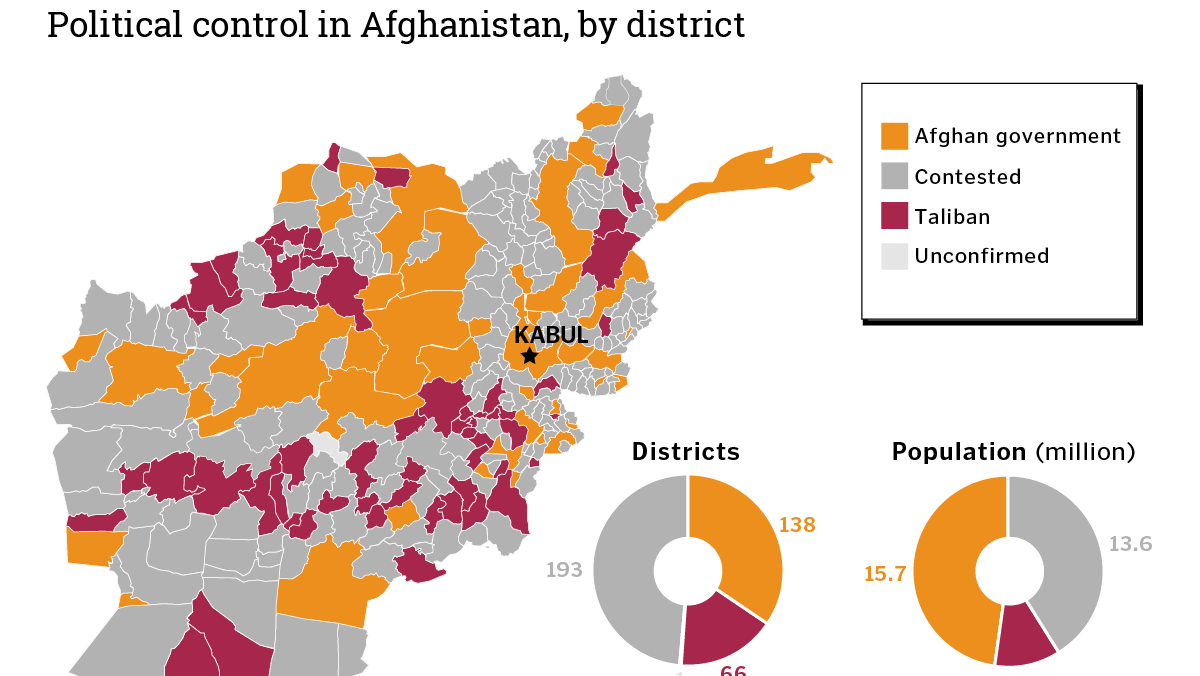 Political control in Afghanistan, by district
Afghan government
Contested
Taliban
Unconfirmed
KABUL
Districts
138
193
66
Population (million)
13.6
15.7